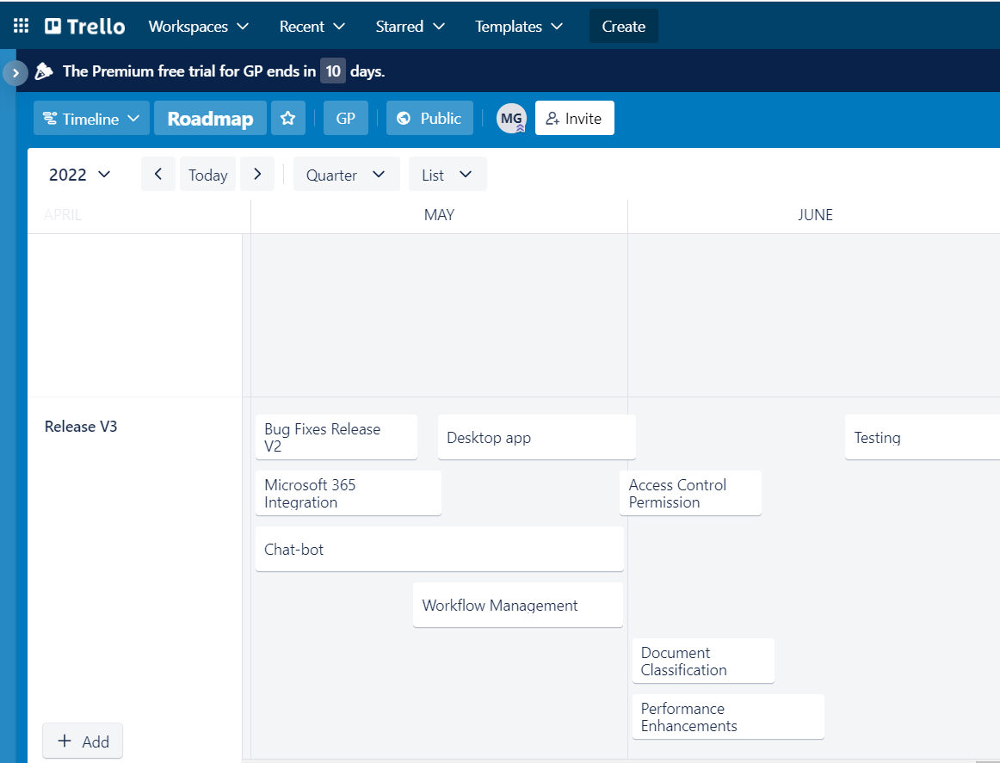 Trello Workspaces Recent Starred Templates Create
The Premium free trial for GP ends in 10 days.
Timeline Roadmap GP Public MG Invite
2022 Today Quarter List
APRIL MAY JUNE
Release V3
Bug Fixes Release
V2
Desktop app
Testing
Microsoft 365
Integration
Access Control
Permission
Chat-bot
Workflow Management
Document
Classification
Performance
Enhancements
+ Add